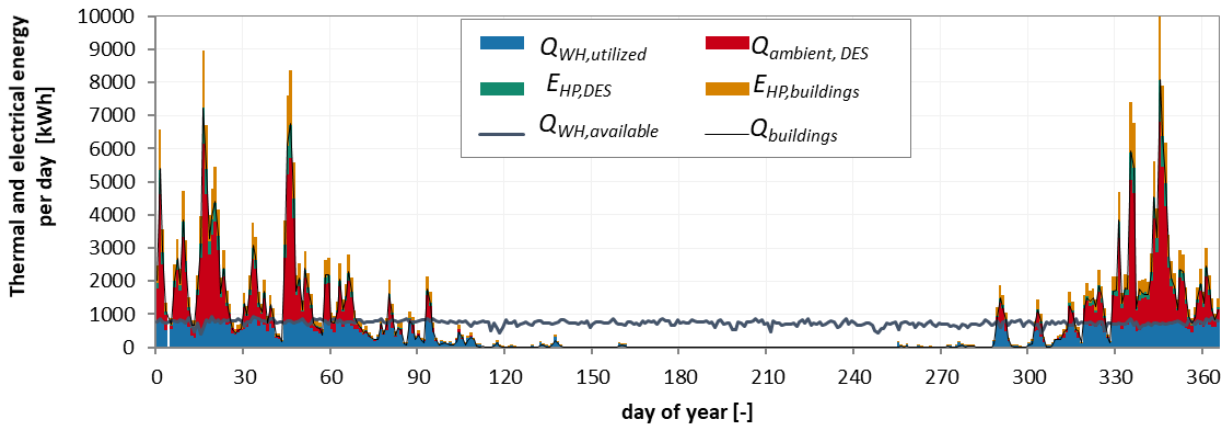 Thermal and electrical energy
per day [kWh]
10000
9000
8000
7000
6000
5000
4000
3000
2000
1000
0
Q_WH,utilized
Q_ambient, DES
E_HP,DES
E_HP,buildings
Q_WH,available
Q_buildings
0 30 60 90 120 150 180 210 240 270 300 330 360
day of year [-]